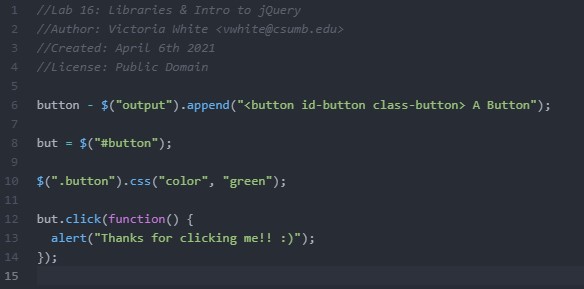 1 //Lab 16: Libraries & Intro to jQuery
2 //Author: Victoria White <vwhite@csumb.edu>
3 //Created: April 6th 2021
4 //License: Public Domain
5
6 button - $("output").append("<button id-button class-button> A Button");
7
8 but = $("#button");
9
10 $(".button").css("color", "green");
11
12 but.click(function() {
13   alert("Thanks for clicking me!! :)");
14 });
15